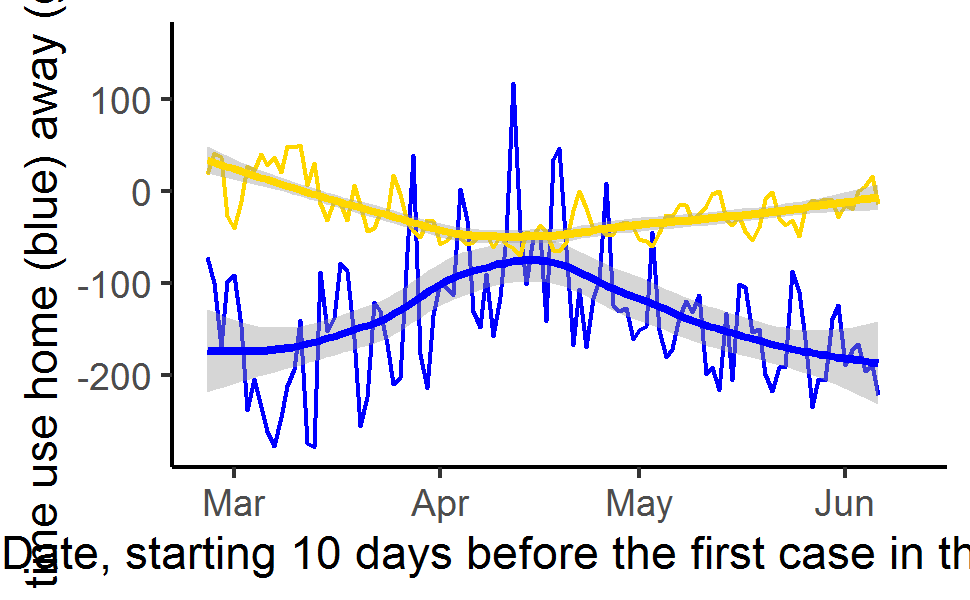 time use home (blue) away (
100
0
-100
-200
Mar Apr May Jun
Date, starting 10 days before the first case in th